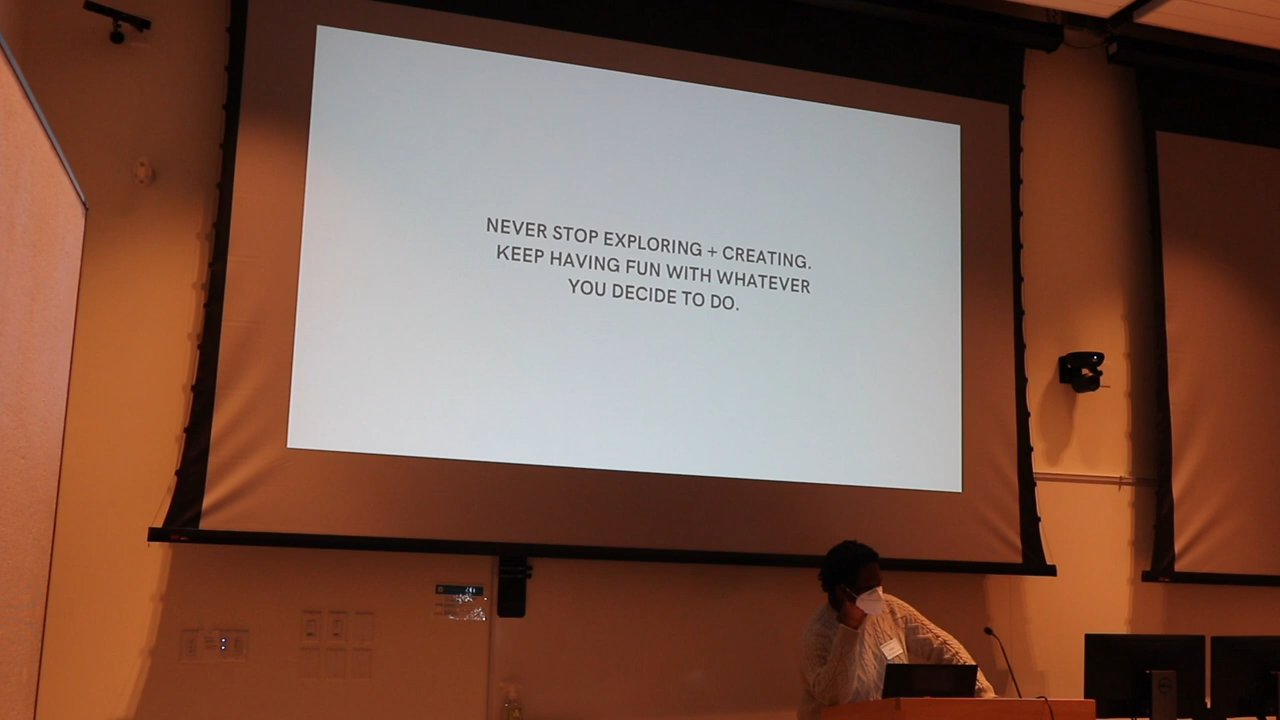 NEVER STOP EXPLORING + CREATING.
KEEP HAVING FUN WITH WHATEVER
YOU DECIDE TO DO.